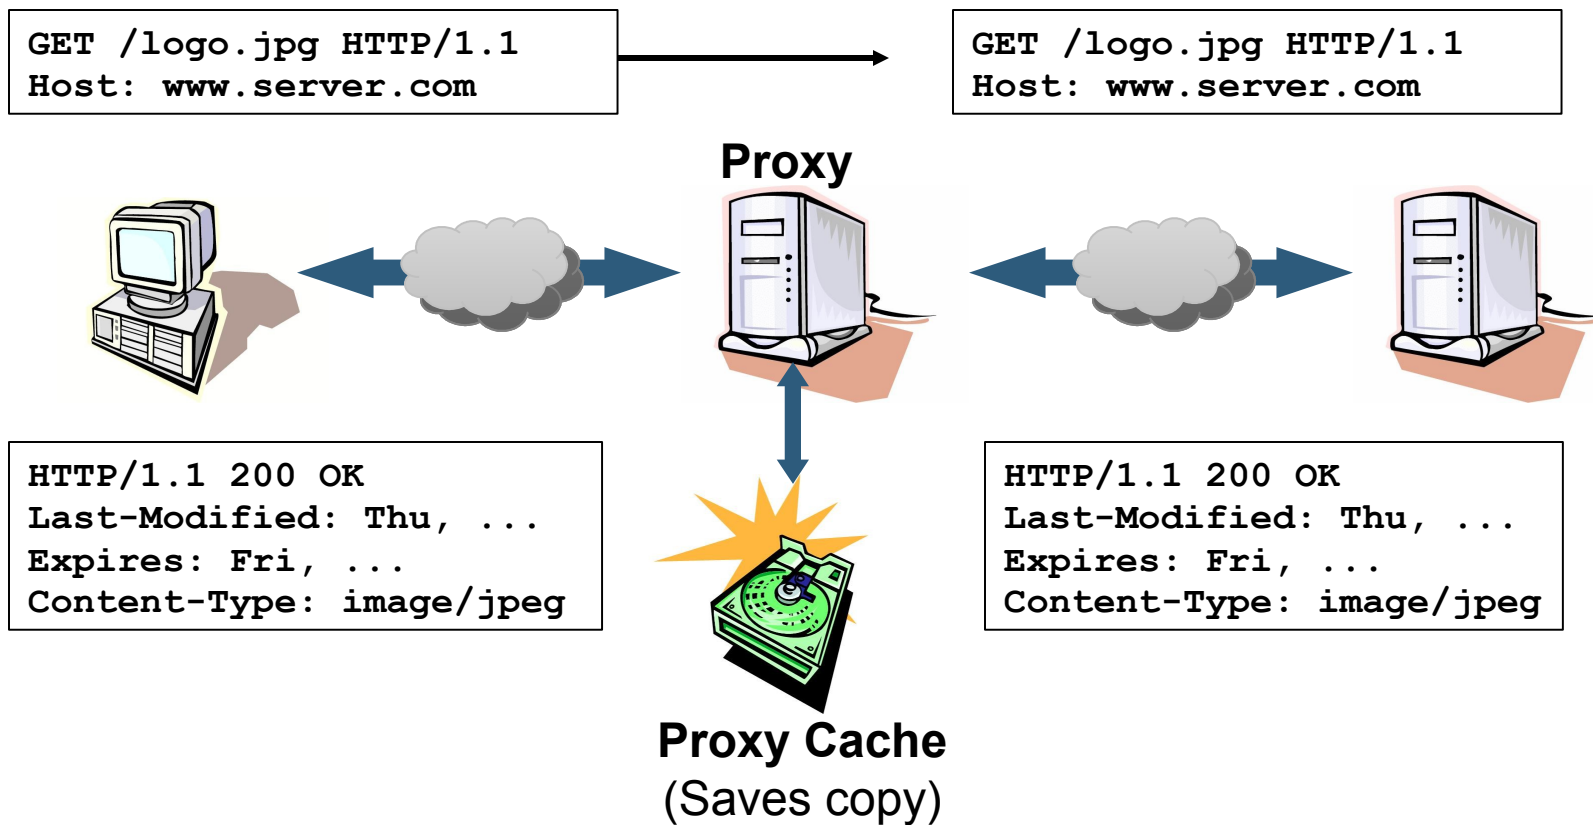 GET /logo.jpg HTTP/1.1
Host: www.server.com
GET /logo.jpg HTTP/1.1
Host: www.server.com
Proxy
HTTP/1.1 200 OK
Last-Modified: Thu, ...
Expires: Fri, ...
Content-Type: image/jpeg
HTTP/1.1 200 OK
Last-Modified: Thu, ...
Expires: Fri, ...
Content-Type: image/jpeg
Proxy Cache
(Saves copy)